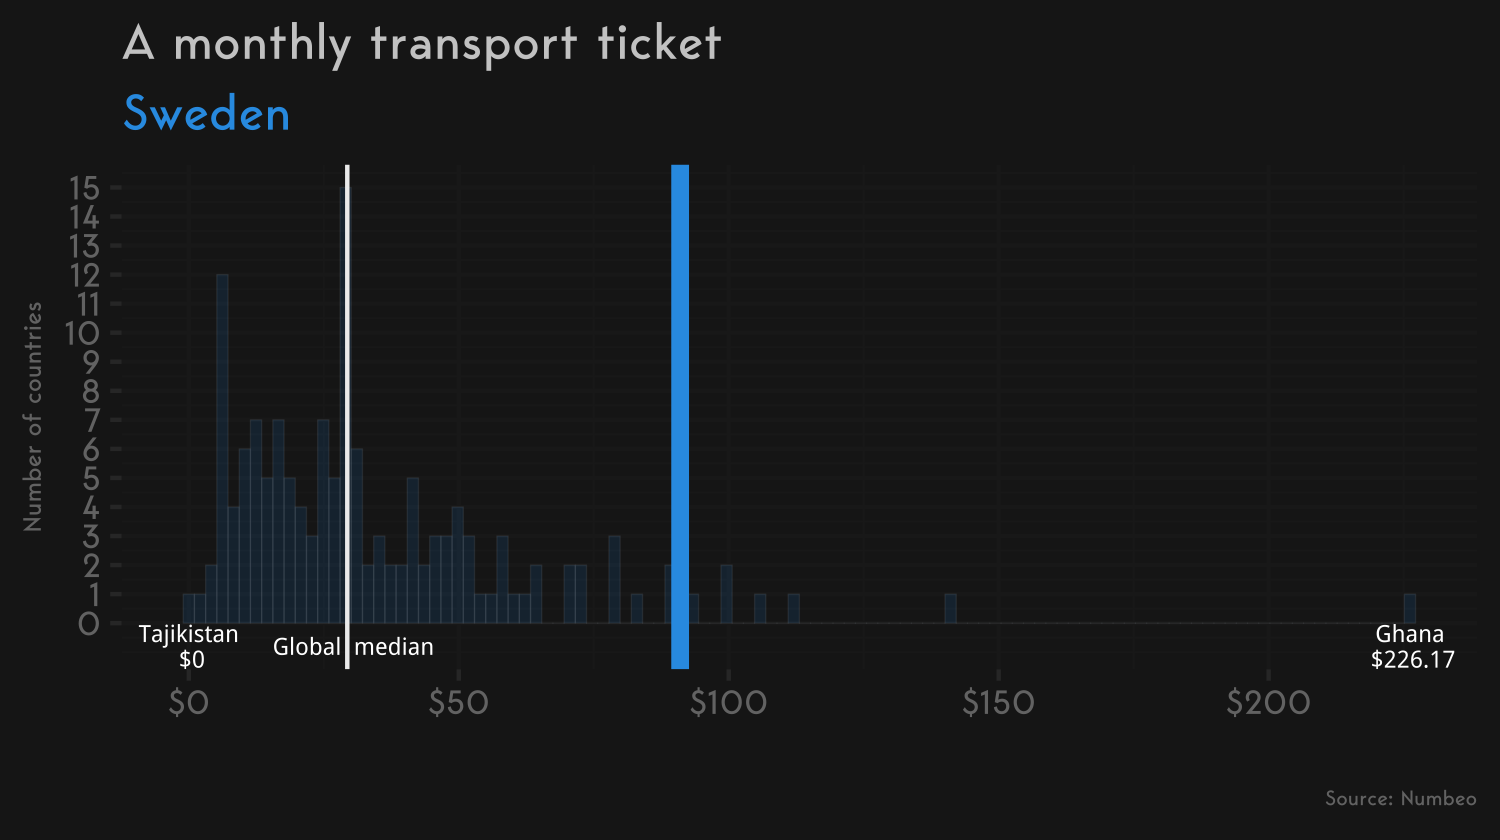 A monthly transport ticket
Sweden
Number of countries
15
14
13
12
11
10
9
8
7
6
5
4
3
2
1
0
Tajikistan
$0
Global median
Ghana
$226.17
$0 $50 $100 $150 $200
Source: Numbeo